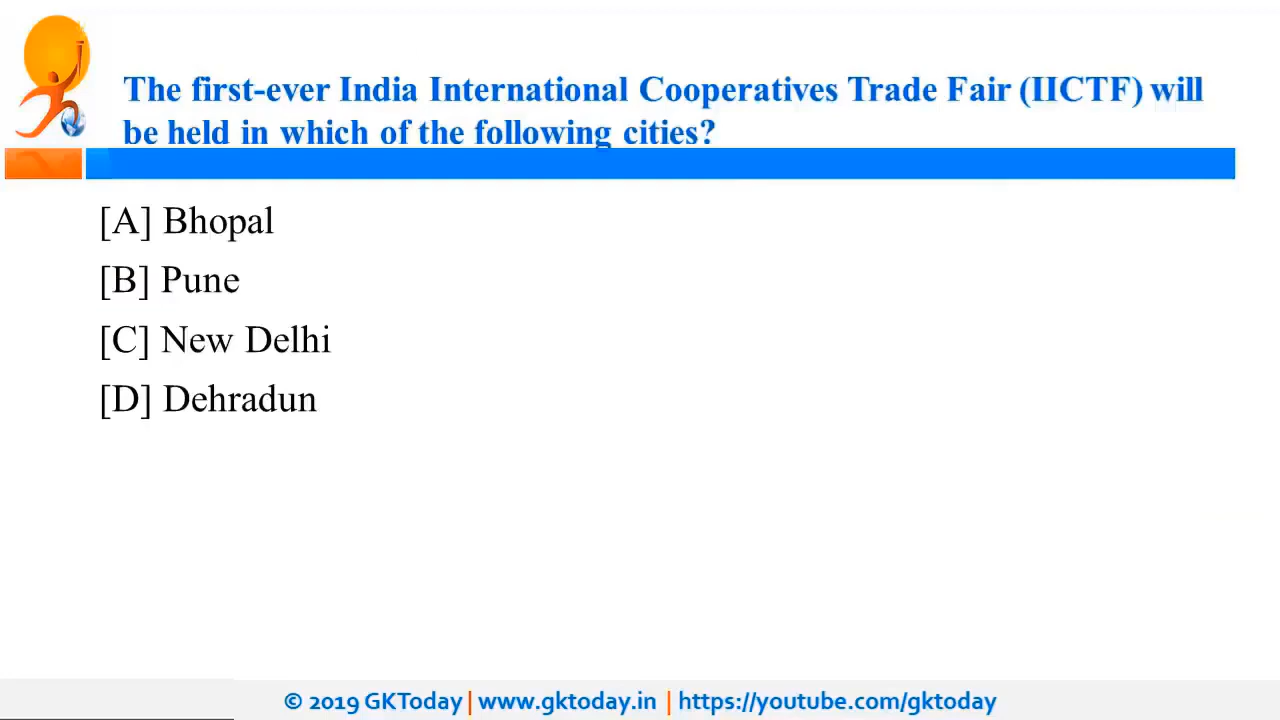 The first-ever India International Cooperatives Trade Fair (IICTF) will
be held in which of the following cities?
[A] Bhopal
[B] Pune
[C] New Delhi
[D] Dehradun
© 2019 GKToday | www.gktoday.in | https://youtube.com/gktoday